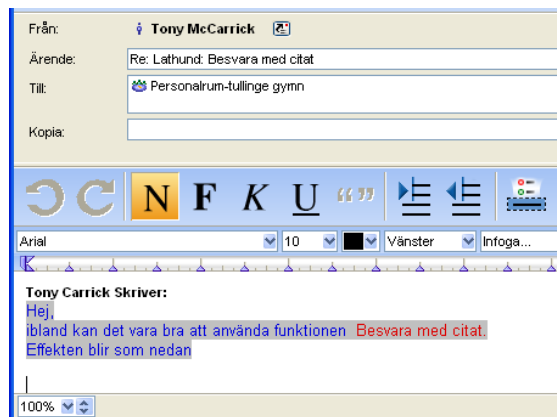 Från: Tony McCarrick
Ärende: Re: Lathund: Besvara med citat
Till: Personalrum-tullinge gymn
Kopia:
N F K U “ ”
Arial 10 Vänster Infoga...
Tony Carrick Skriver:
Hej,
ibland kan det vara bra att använda funktionen Besvara med citat.
Effekten blir som nedan
100%